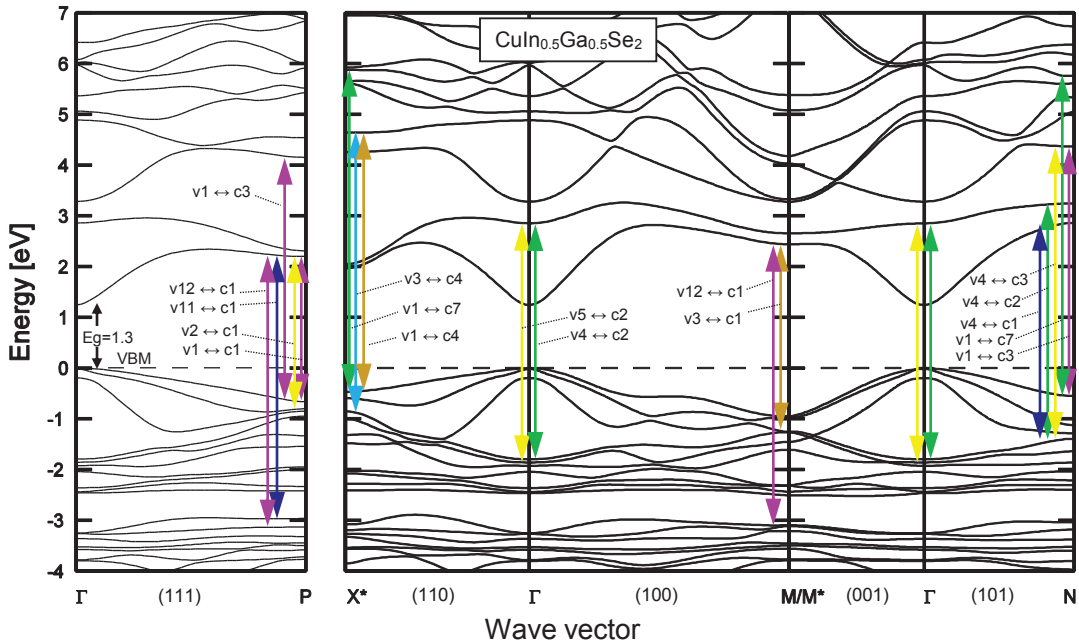 CuIn0.5Ga0.5Se2
7
6
5
4
3
2
1
0
-1
-2
-3
-4
Energy [eV]
v1 ↔ c3
v12 ↔ c1
v11 ↔ c1
v2 ↔ c1
v1 ↔ c1
Eg=1.3
VBM
v3 ↔ c4
v1 ↔ c7
v1 ↔ c4
v5 ↔ c2
v4 ↔ c2
v12 ↔ c1
v3 ↔ c1
v4 ↔ c3
v4 ↔ c2
v4 ↔ c1
v1 ↔ c7
v1 ↔ c3
Γ (111) P X* (110) Γ (100) M/M* (001) Γ (101) N
Wave vector